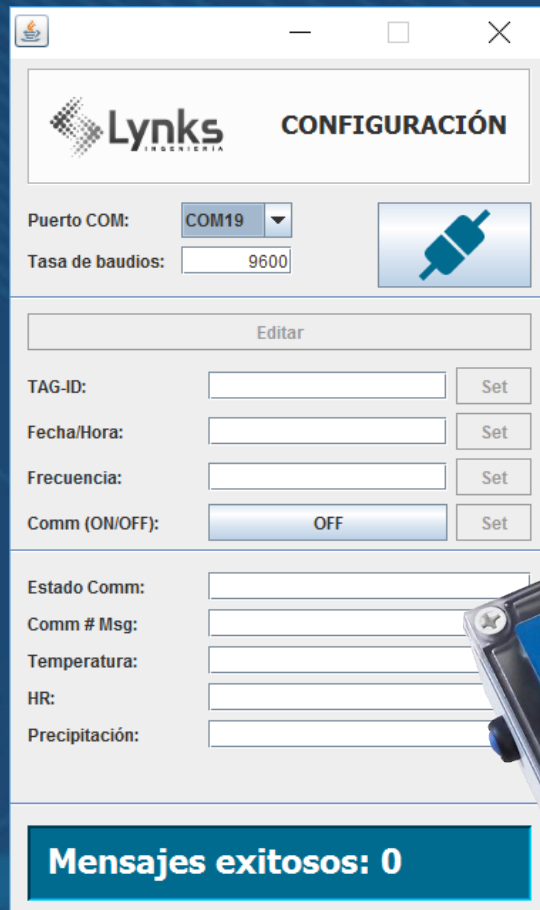 Lynks
INGENIERÍA
CONFIGURACIÓN
Puerto COM: COM19
Tasa de baudios: 9600
Editar
TAG-ID: Set
Fecha/Hora: Set
Frecuencia: Set
Comm (ON/OFF): OFF Set
Estado Comm:
Comm # Msg:
Temperatura:
HR:
Precipitación:
Mensajes exitosos: 0